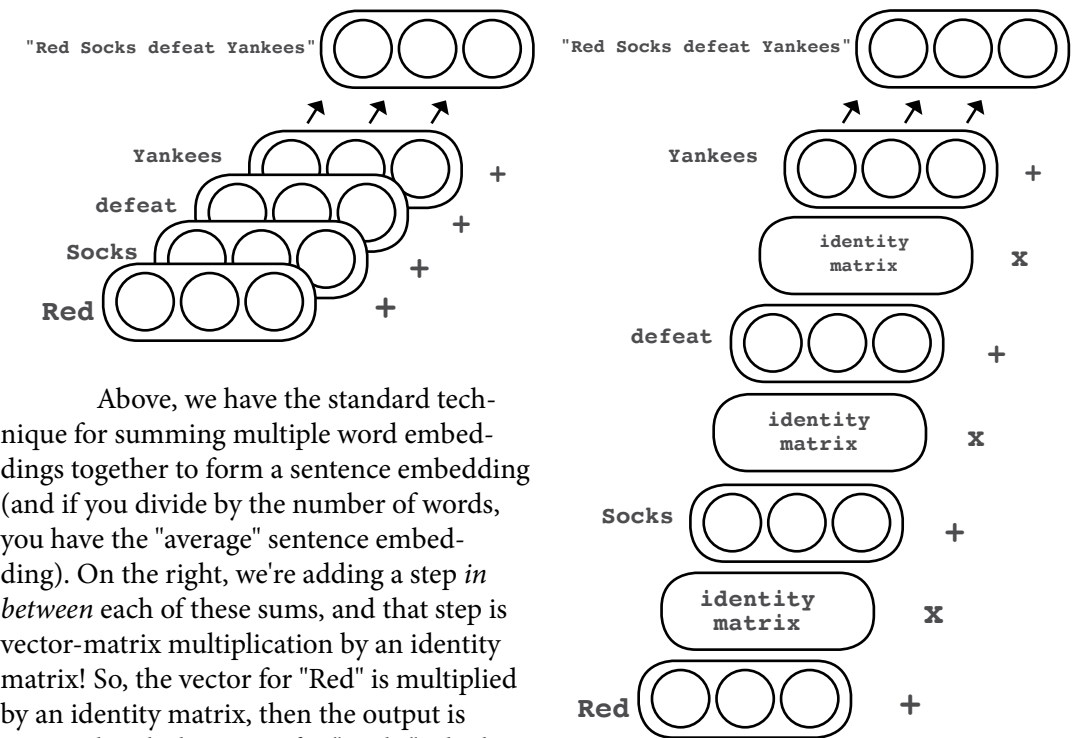 "Red Socks defeat Yankees"
Yankees
+
defeat
+
Socks
+
Red
+
Above, we have the standard tech-
nique for summing multiple word embed-
dings together to form a sentence embedding
(and if you divide by the number of words,
you have the "average" sentence embed-
ding). On the right, we're adding a step in
between each of these sums, and that step is
vector-matrix multiplication by an identity
matrix! So, the vector for "Red" is multiplied
by an identity matrix, then the output is
"Red Socks defeat Yankees"
Yankees
+
identity
matrix
x
defeat
+
identity
matrix
x
Socks
+
identity
matrix
x
Red
+